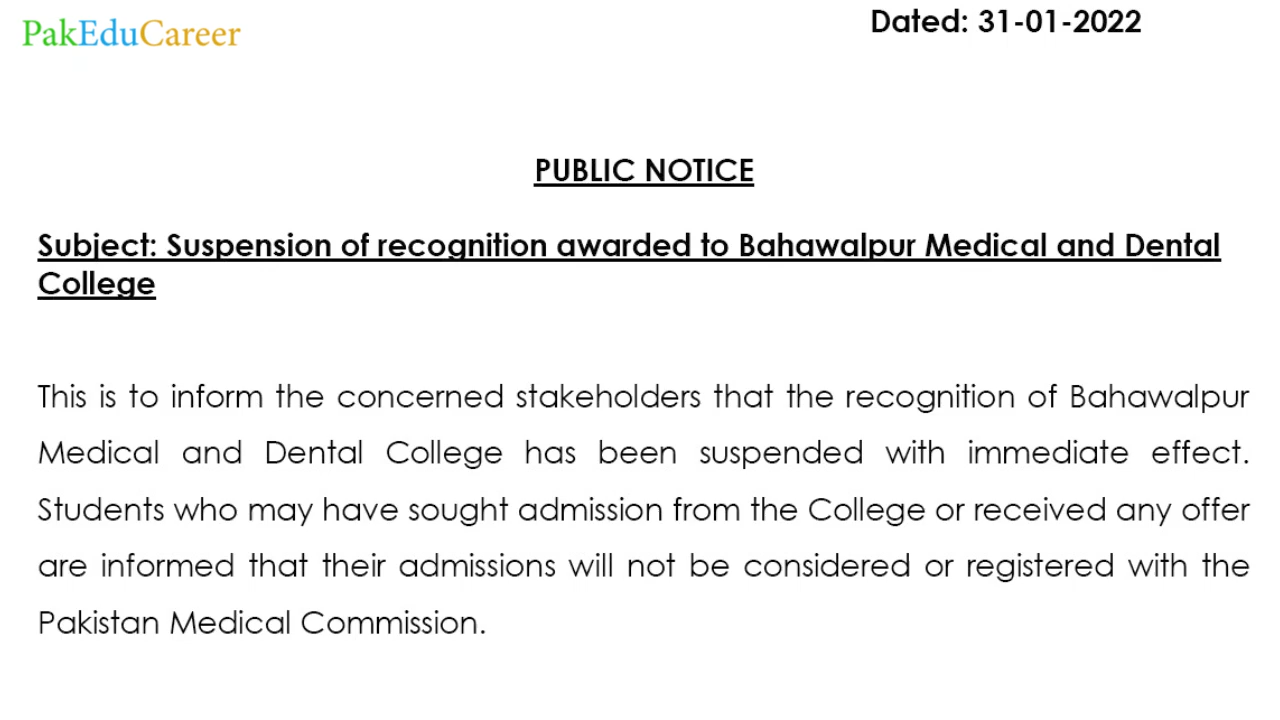 PakEduCareer
Dated: 31-01-2022
PUBLIC NOTICE
Subject: Suspension of recognition awarded to Bahawalpur Medical and Dental
College
This is to inform the concerned stakeholders that the recognition of Bahawalpur
Medical and Dental College has been suspended with immediate effect.
Students who may have sought admission from the College or received any offer
are informed that their admissions will not be considered or registered with the
Pakistan Medical Commission.